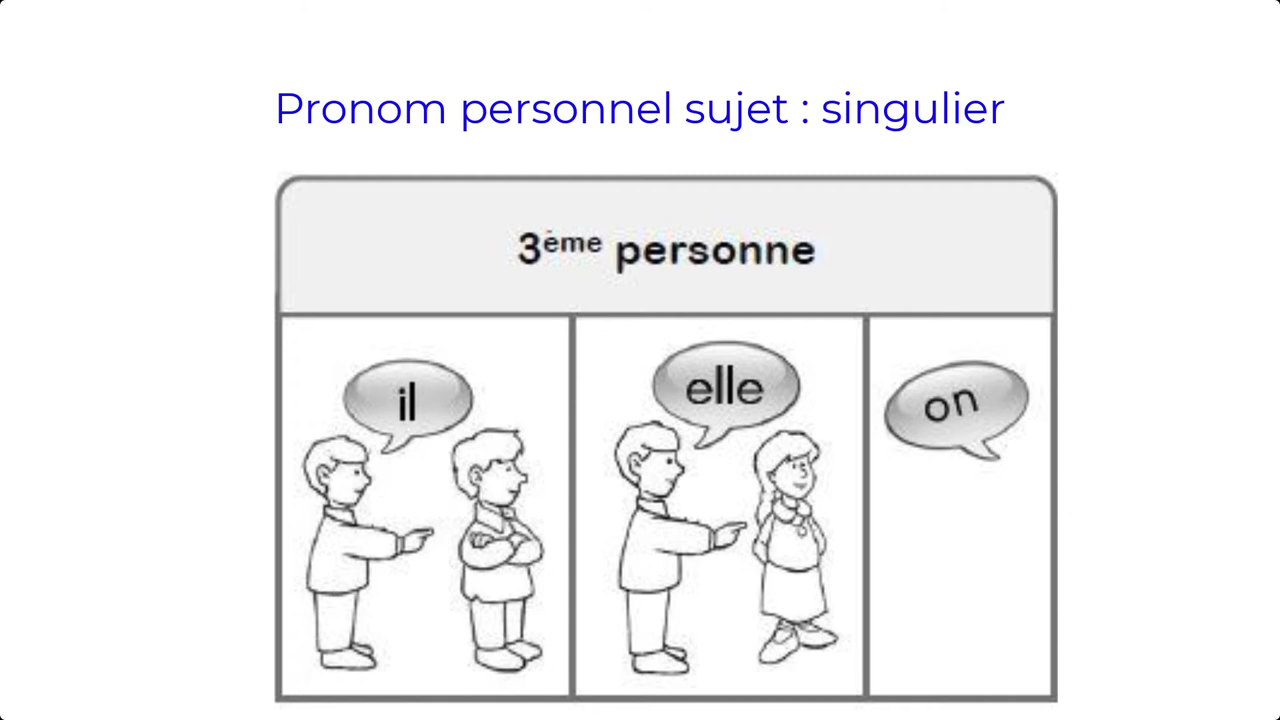 Pronom personnel sujet : singulier
3ème personne
il
elle
on